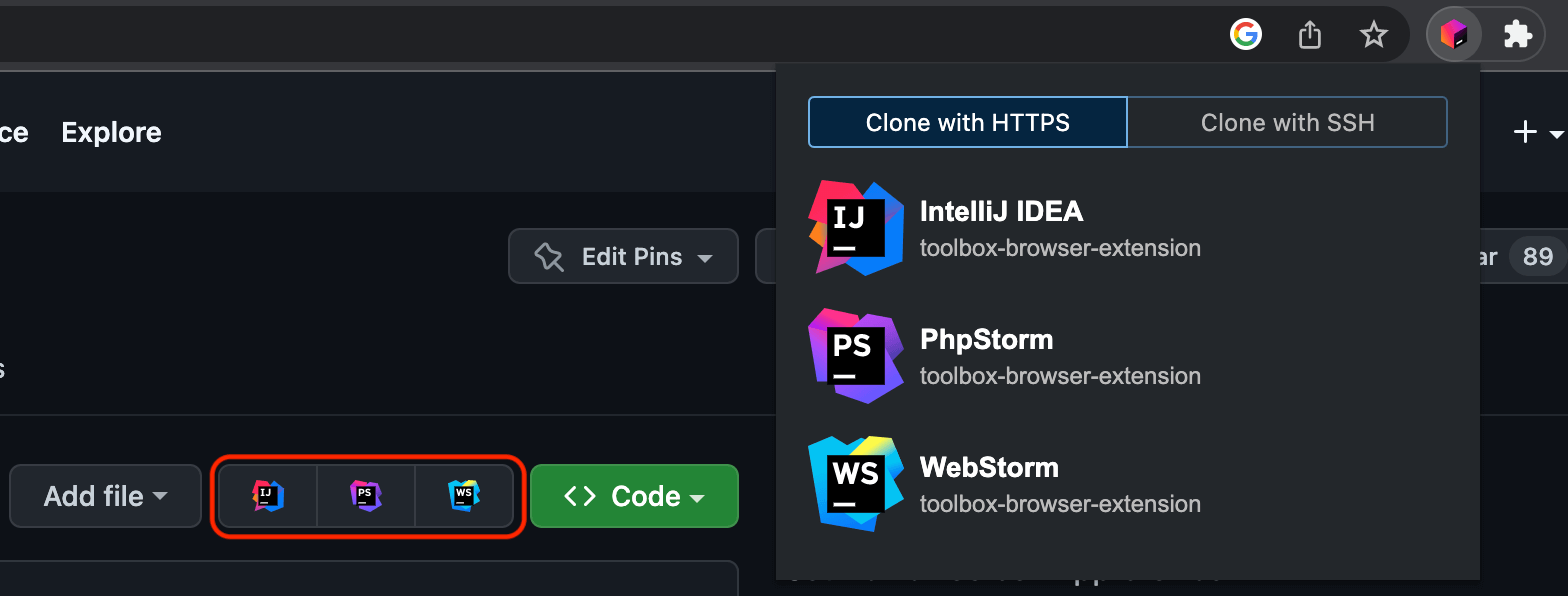 ce Explore
Clone with HTTPS Clone with SSH
IJ
IntelliJ IDEA
toolbox-browser-extension
Edit Pins
ar 89
PS
PhpStorm
toolbox-browser-extension
s
WS
WebStorm
toolbox-browser-extension
Add file
IJ
PS
WS
<> Code